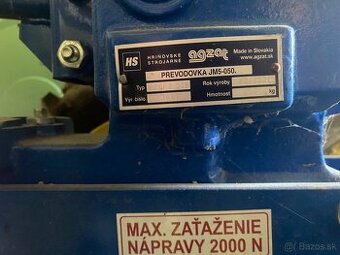 HS
HRIŇOVSKÉ
STROJÁRNE
agzat
Made in Slovakia
www.agzat.sk
PREVODOVKA JM5-050.
Typ
Rok výroby
Výr. číslo
Hmotnosť
kg
MAX. ZAŤAŽENIE
NÁPRAVY 2000 N
Bazos.sk